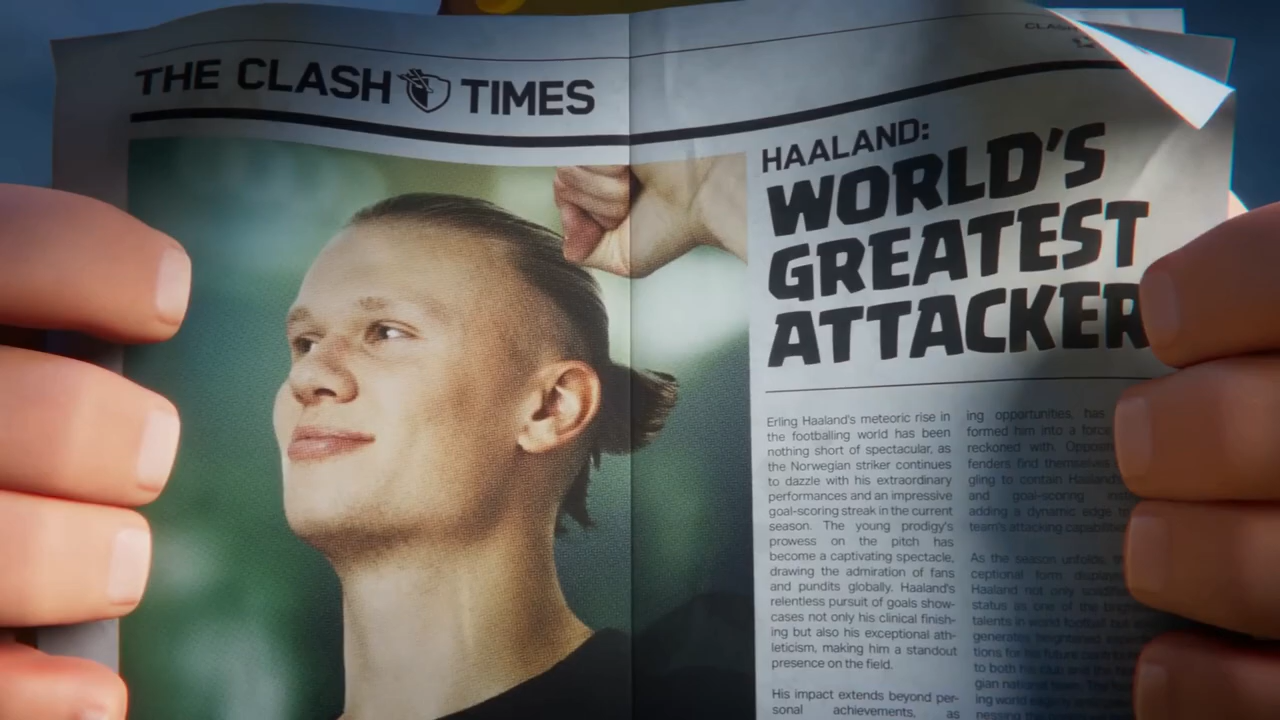 THE CLASH TIMES
HAALAND:
WORLD'S
GREATEST
ATTACKER
Erling Haaland's meteoric rise in
the footballing world has been
nothing short of spectacular, as
the Norwegian striker continues
to dazzle with his extraordinary
performances and an impressive
goal-scoring streak in the current
season. The young prodigy's
prowess on the pitch has
become a captivating spectacle,
drawing the admiration of fans
and pundits globally. Haaland's
relentless pursuit of goals show-
cases not only his clinical finish-
ing but also his exceptional ath-
leticism, making him a standout
presence on the field.
His impact extends beyond per-
sonal achievements, as
ing opportunities, has
formed him into a force
reckoned with.
fenders find themselves
gling to contain Haaland's
and goal-scoring
adding a dynamic edge
team's attacking
As the season unfolds,
ceptional form
Haaland not only
status as one of the
talents in world football but
generates heightened
tions for his future
to both his club and the
gian national team. The
ing world